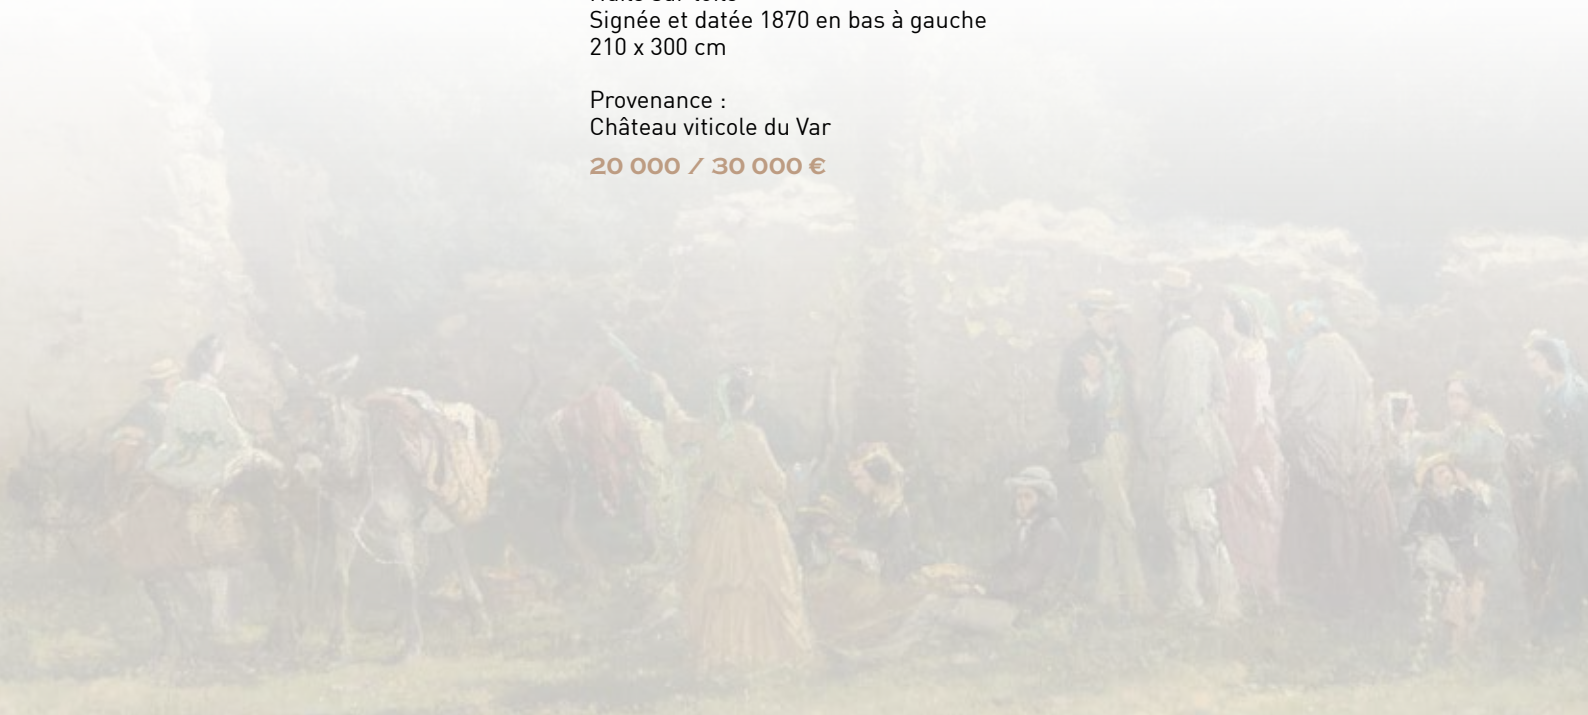 Signée et datée 1870 en bas à gauche
210 x 300 cm
Provenance :
Château viticole du Var
20 000 / 30 000 €